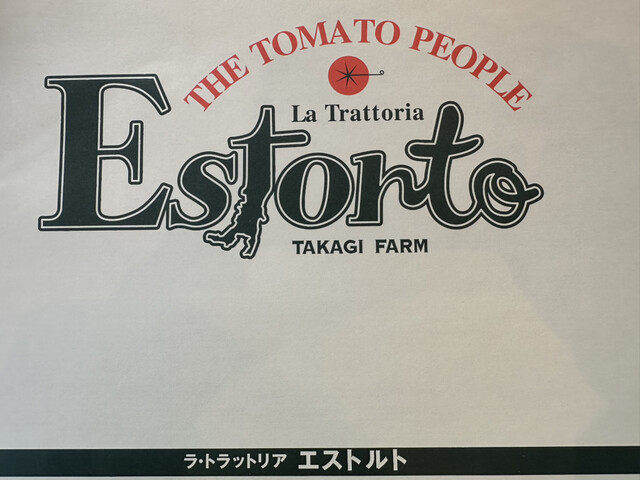 THE TOMATO PEOPLE
La Trattoria
Estorto
TAKAGI FARM
ラ・トラットリア エストルト